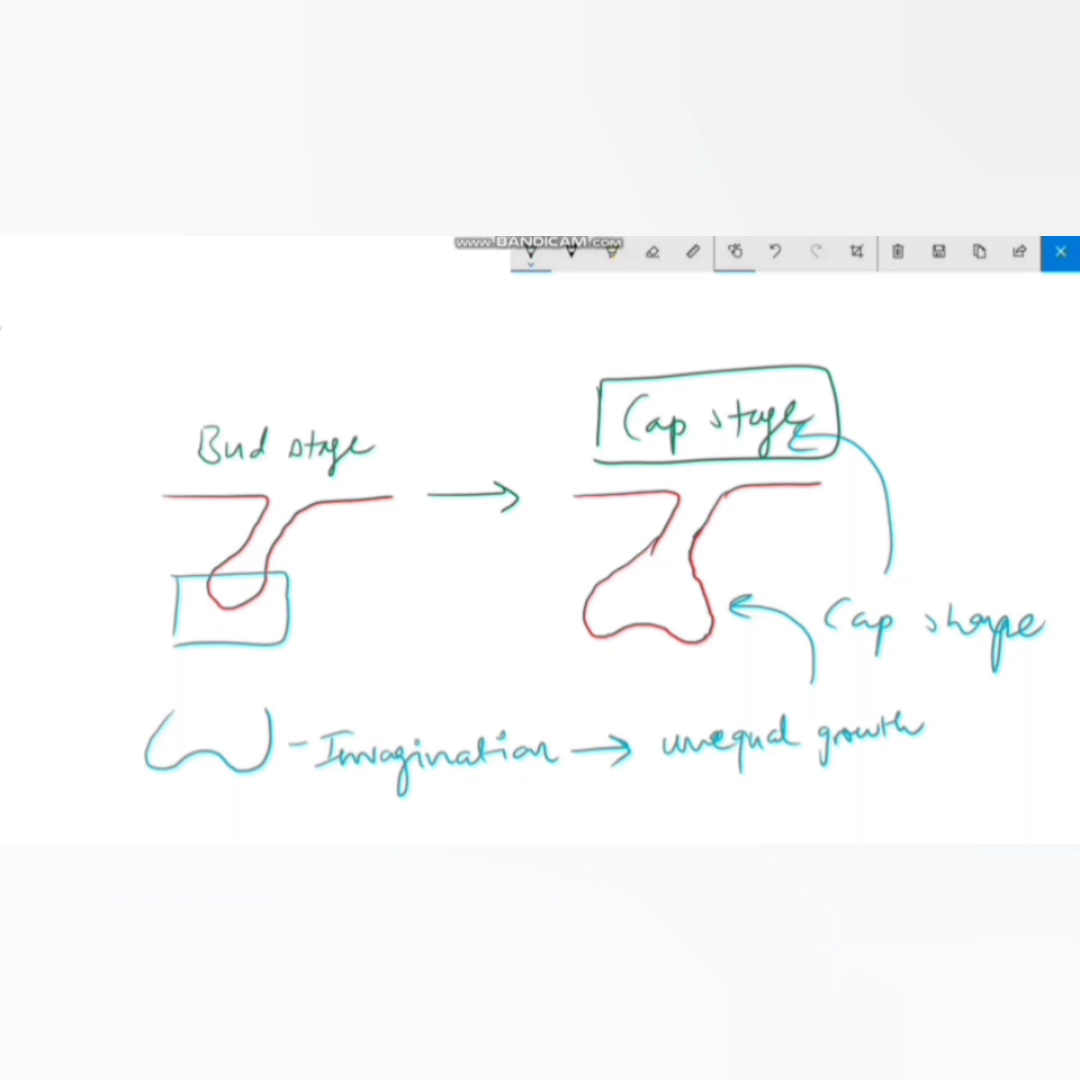 www.BANDICAM.com
Cap stage
Bud stage
Cap shape
- Invagination → unequal growth